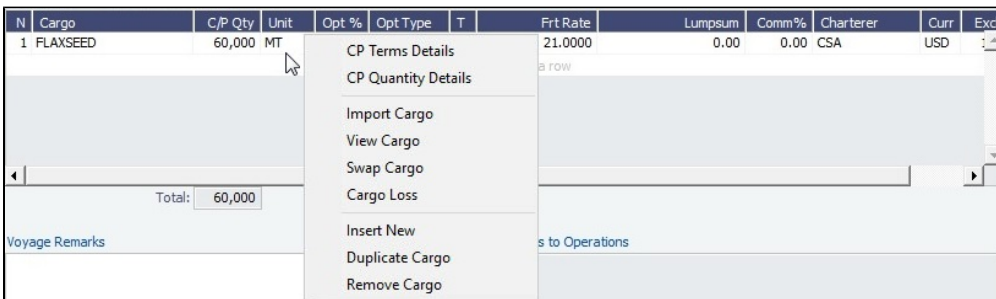 N Cargo C/P Qty Unit Opt % Opt Type T Frt Rate Lumpsum Comm% Charterer Curr Exc
1 FLAXSEED 60,000 MT 21.0000 0.00 0.00 CSA USD
a row
CP Terms Details
CP Quantity Details
Import Cargo
View Cargo
Swap Cargo
Cargo Loss
Insert New
Duplicate Cargo
Remove Cargo
Total: 60,000
Voyage Remarks
s to Operations